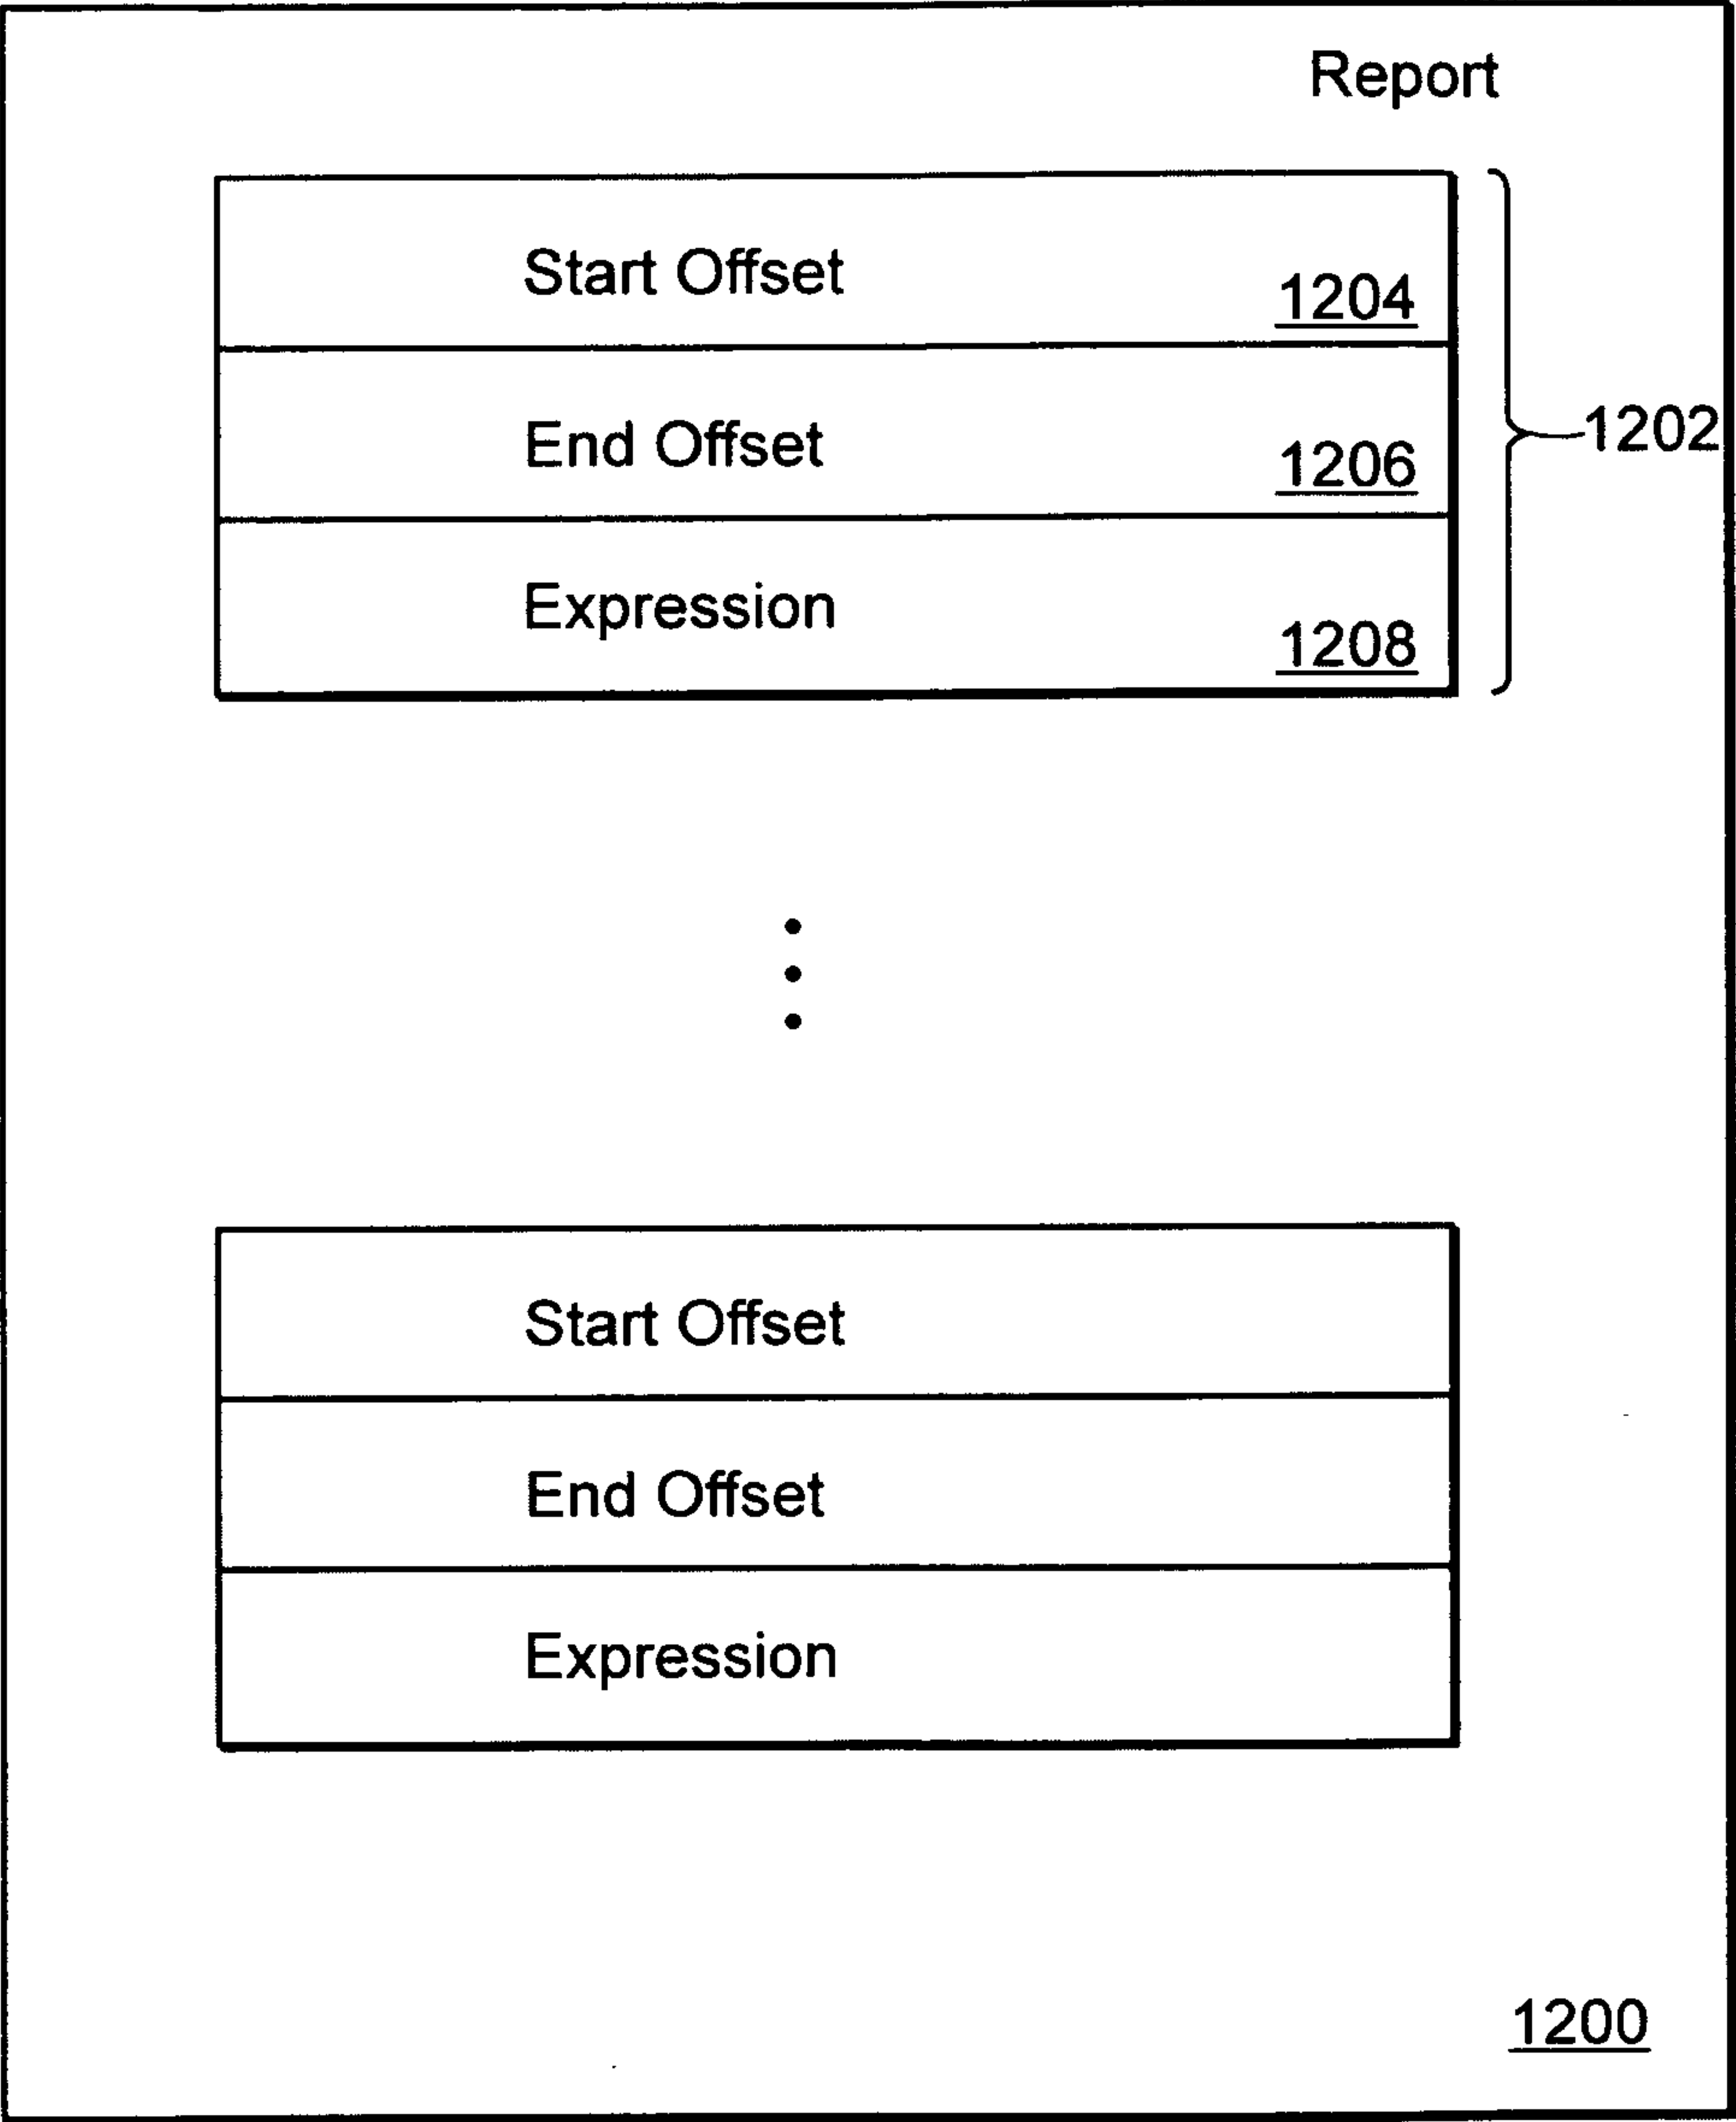 Report
Start Offset
1204
End Offset
1206
1202
Expression
1208
Start Offset
End Offset
Expression
1200